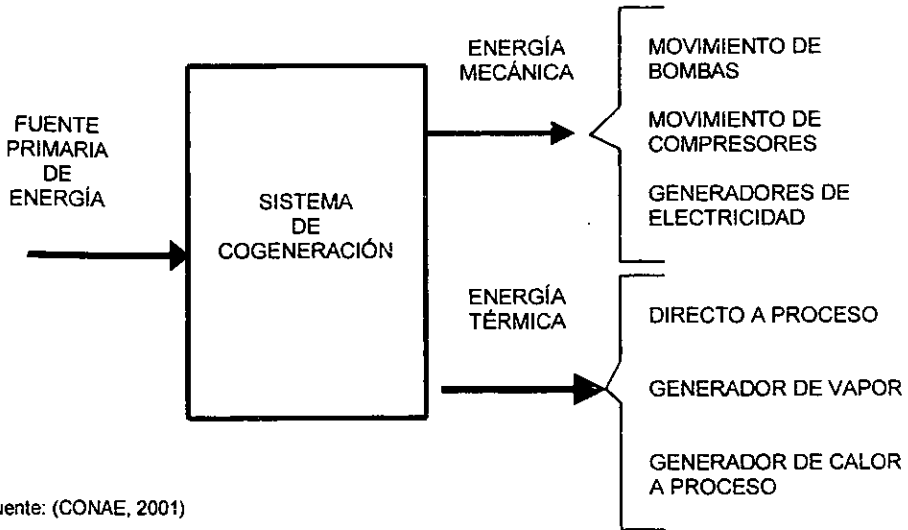 FUENTE
PRIMARIA
DE
ENERGÍA
SISTEMA
DE
COGENERACIÓN
ENERGÍA
MECÁNICA
MOVIMIENTO DE
BOMBAS
MOVIMIENTO DE
COMPRESORES
GENERADORES DE
ELECTRICIDAD
ENERGÍA
TÉRMICA
DIRECTO A PROCESO
GENERADOR DE VAPOR
GENERADOR DE CALOR
A PROCESO
uente: (CONAE, 2001)